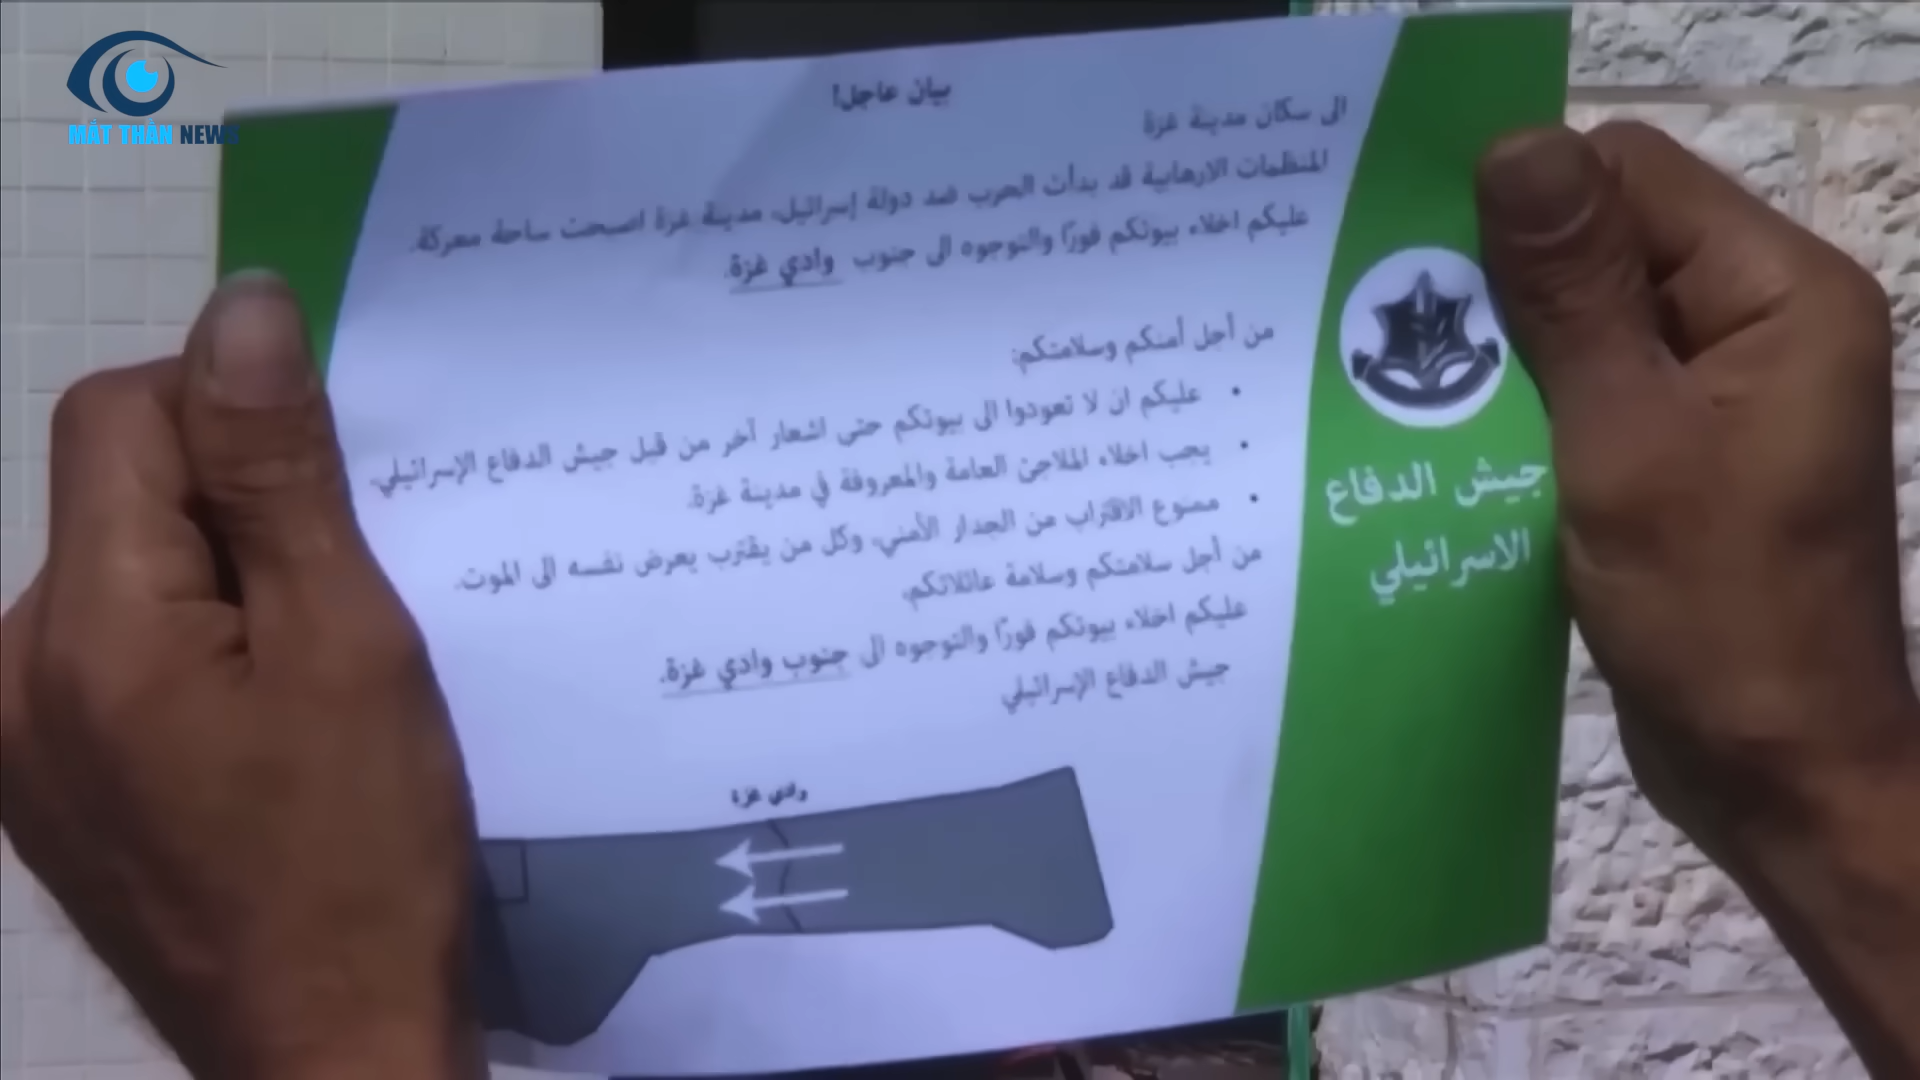 MẮT THẦN NEWS
بيان عاجل!
الى سكان مدينة غزة
المنظمات الارهابية قد بدأت الحرب ضد دولة إسرائيل، مدينة غزة اصبحت ساحة معركة.
عليكم اخلاء بيوتكم فورًا والتوجوه الى جنوب وادي غزة.
من أجل أمنكم وسلامتكم:
• عليكم ان لا تعودوا الى بيوتكم حتى اشعار آخر من قبل جيش الدفاع الإسرائيلي.
• يجب اخلاء الملاجئ العامة والمعروفة في مدينة غزة.
• ممنوع الاقتراب من الجدار الأمني، وكل من يقترب يعرض نفسه الى الموت.
من أجل سلامتكم وسلامة عائلاتكم،
عليكم اخلاء بيوتكم فورًا والتوجوه الى جنوب وادي غزة.
جيش الدفاع الإسرائيلي
وادي غزة
جيش الدفاع
الاسرائيلي